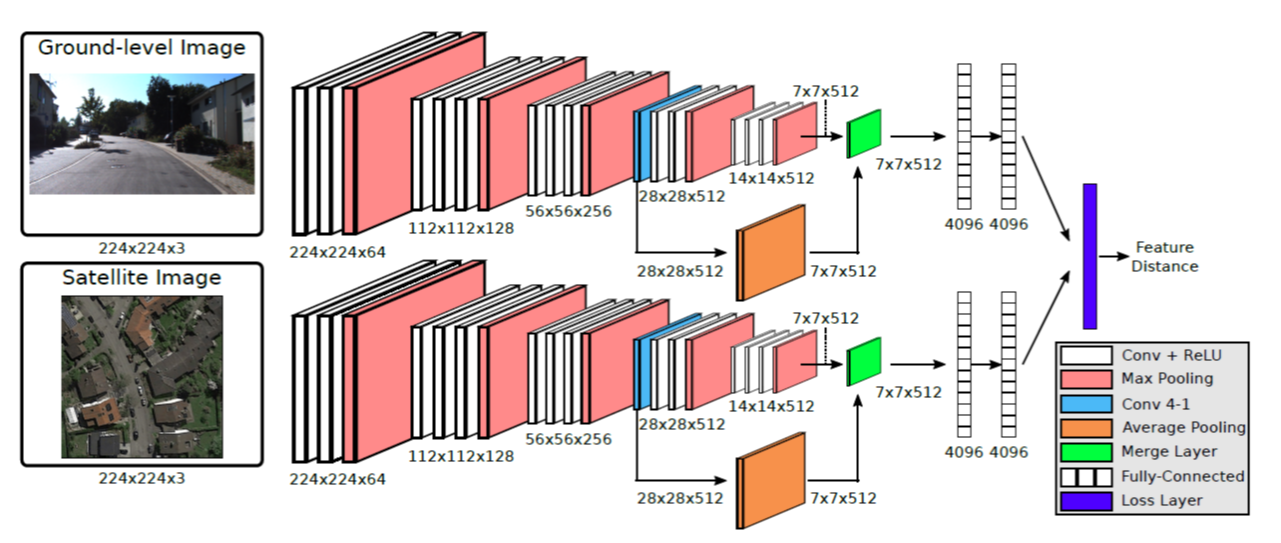 Ground-level Image
224x224x3
224x224x64
112x112x128
56x56x256
28x28x512
14x14x512
7x7x512
7x7x512
28x28x512
7x7x512
4096 4096
Feature
Distance
Satellite Image
224x224x3
224x224x64
112x112x128
56x56x256
28x28x512
14x14x512
7x7x512
7x7x512
28x28x512
7x7x512
4096 4096
Conv + ReLU
Max Pooling
Conv 4-1
Average Pooling
Merge Layer
Fully-Connected
Loss Layer